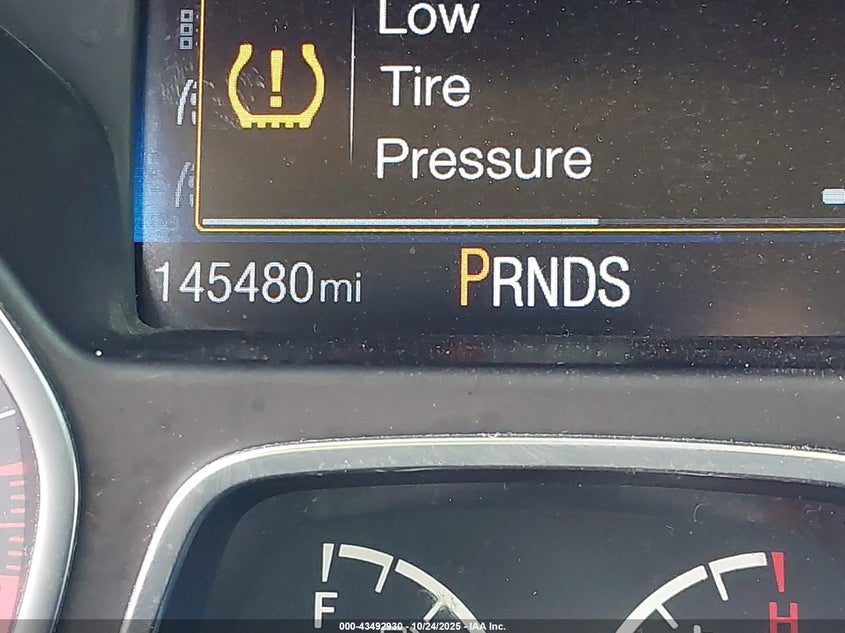 Low
Tire
Pressure
145480mi
PRNDS
F
H
000-43492930 - 10/24/2025 - IAA Inc.